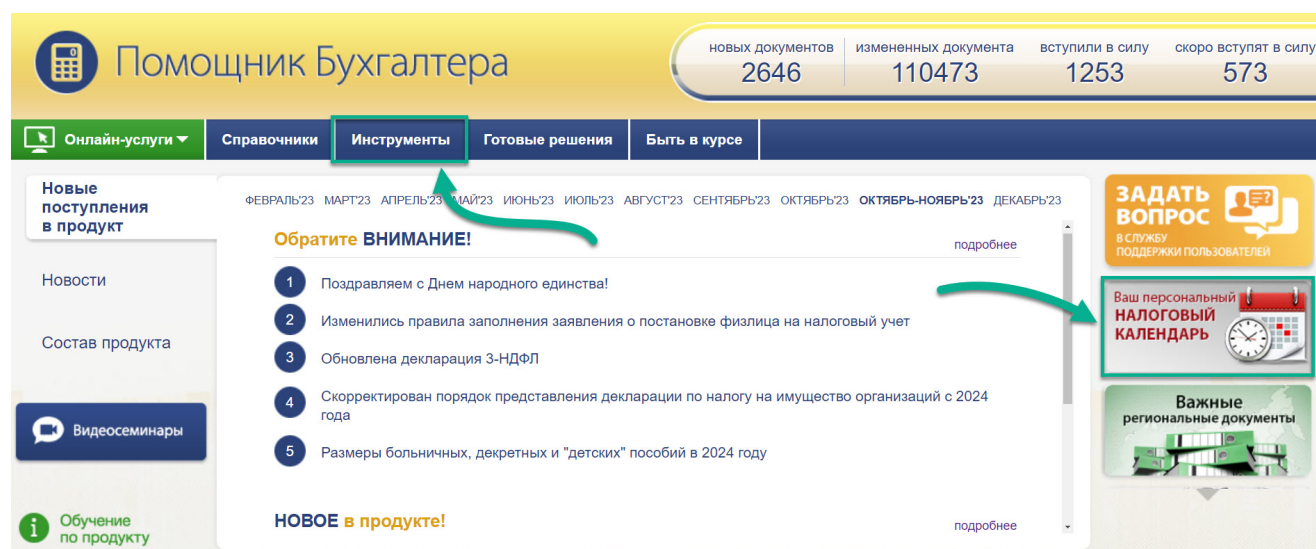 Помощник Бухгалтера
новых документов
2646
измененных документа
110473
вступили в силу
1253
скоро вступят в силу
573
Онлайн-услуги
Справочники
Инструменты
Готовые решения
Быть в курсе
Новые
поступления
в продукт
Новости
Состав продукта
Видеосеминары
Обучение
по продукту
ФЕВРАЛЬ'23 МАРТ'23 АПРЕЛЬ'23 МАЙ'23 ИЮНЬ'23 ИЮЛЬ'23 АВГУСТ'23 СЕНТЯБРЬ'23 ОКТЯБРЬ'23 ОКТЯБРЬ-НОЯБРЬ'23 ДЕКАБРЬ'23
Обратите ВНИМАНИЕ!
подробнее
1 Поздравляем с Днем народного единства!
2 Изменились правила заполнения заявления о постановке физлица на налоговый учет
3 Обновлена декларация 3-НДФЛ
4 Скорректирован порядок представления декларации по налогу на имущество организаций с 2024
года
5 Размеры больничных, декретных и "детских" пособий в 2024 году
НОВОЕ в продукте!
подробнее
ЗАДАТЬ
ВОПРОС
В СЛУЖБУ
ПОДДЕРЖКИ ПОЛЬЗОВАТЕЛЕЙ
Ваш персональный
НАЛОГОВЫЙ
КАЛЕНДАРЬ
Важные
региональные документы